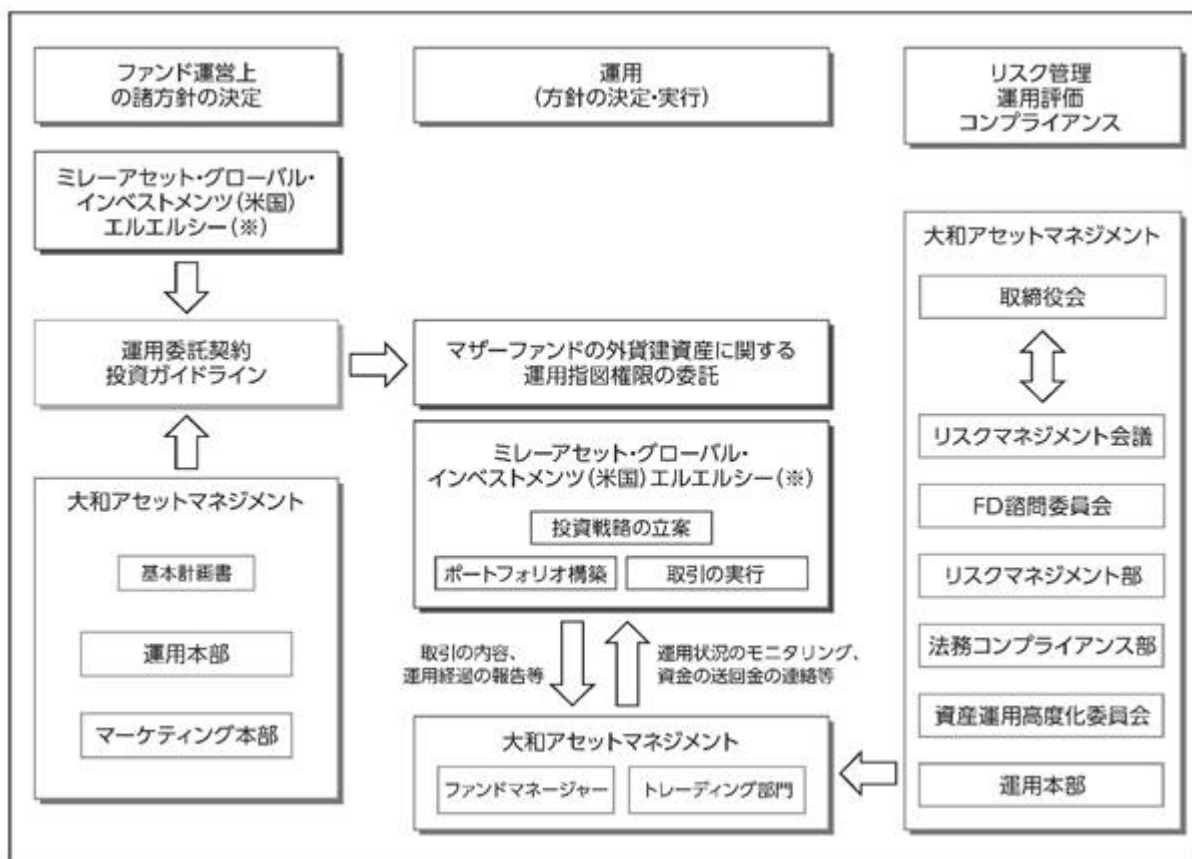 ファンド運営上
の諸方針の決定
ミレーアセット・グローバル・
インベストメンツ(米国)
エルエルシー(※)
運用委託契約
投資ガイドライン
大和アセットマネジメント
基本計画書
運用本部
マーケティング本部
運用
(方針の決定・実行)
マザーファンドの外貨建資産に関する
運用指図権限の委託
ミレーアセット・グローバル・
インベストメンツ(米国)エルエルシー(※)
投資戦略の立案
ポートフォリオ構築
取引の実行
取引の内容、
運用経過の報告等
運用状況のモニタリング、
資金の送回金の連絡等
大和アセットマネジメント
ファンドマネージャー
トレーディング部門
リスク管理
運用評価
コンプライアンス
大和アセットマネジメント
取締役会
リスクマネジメント会議
FD諮問委員会
リスクマネジメント部
法務コンプライアンス部
資産運用高度化委員会
運用本部